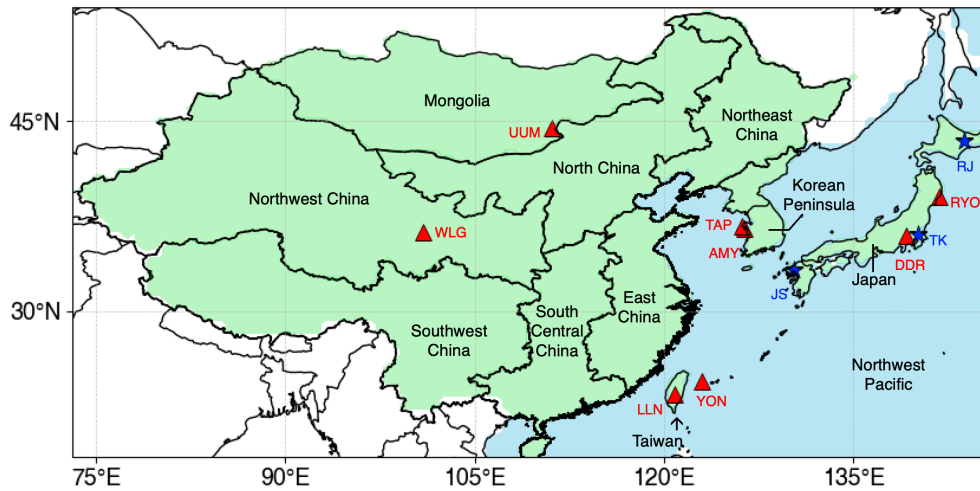 Mongolia
Northeast
China
45°N
UUM
North China
RJ
Korean
Peninsula
Northwest China
RYO
TAP
WLG
TK
AMY
DDR
Japan
JS
East
China
30°N
South
Central
China
Southwest
China
Northwest
Pacific
YON
LLN
Taiwan
75°E
90°E
105°E
120°E
135°E